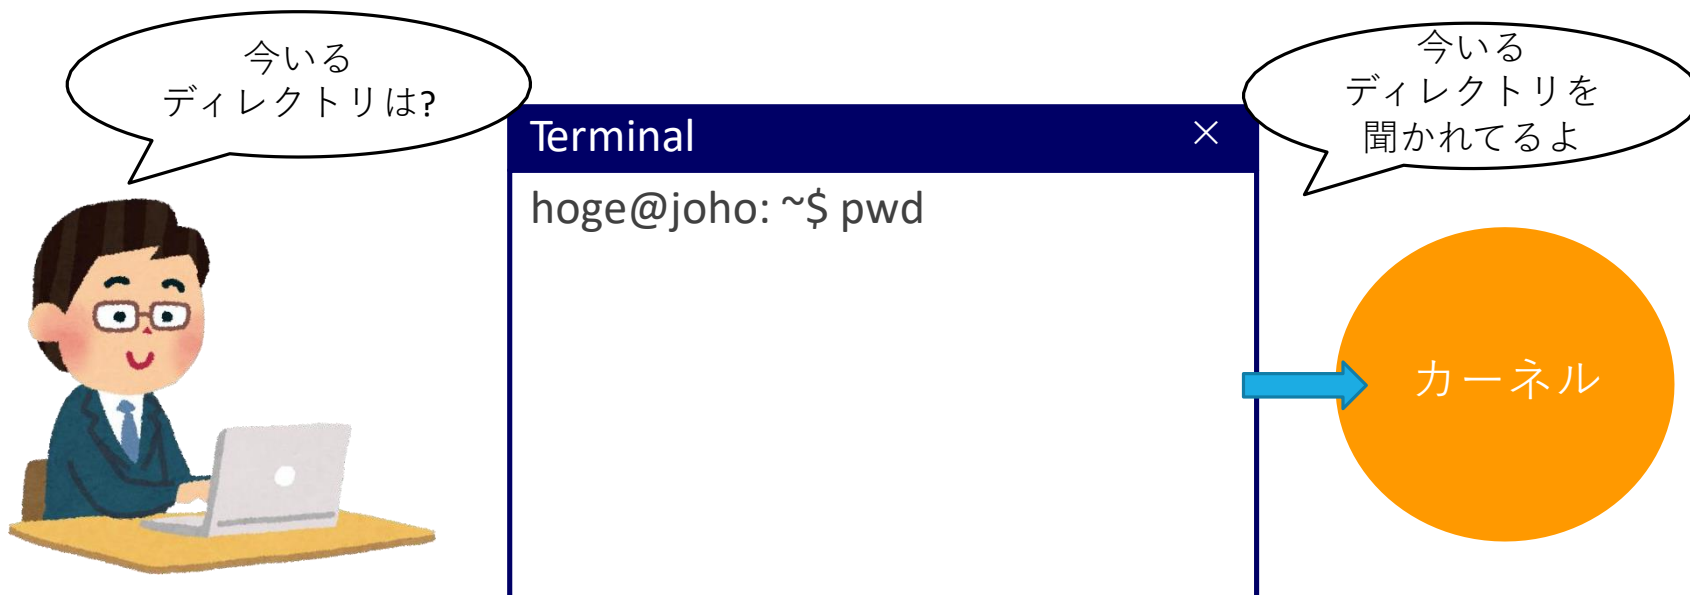 今いる
ディレクトリは?
Terminal ×
hoge@joho: ~$ pwd
今いる
ディレクトリを
聞かれてるよ
カーネル